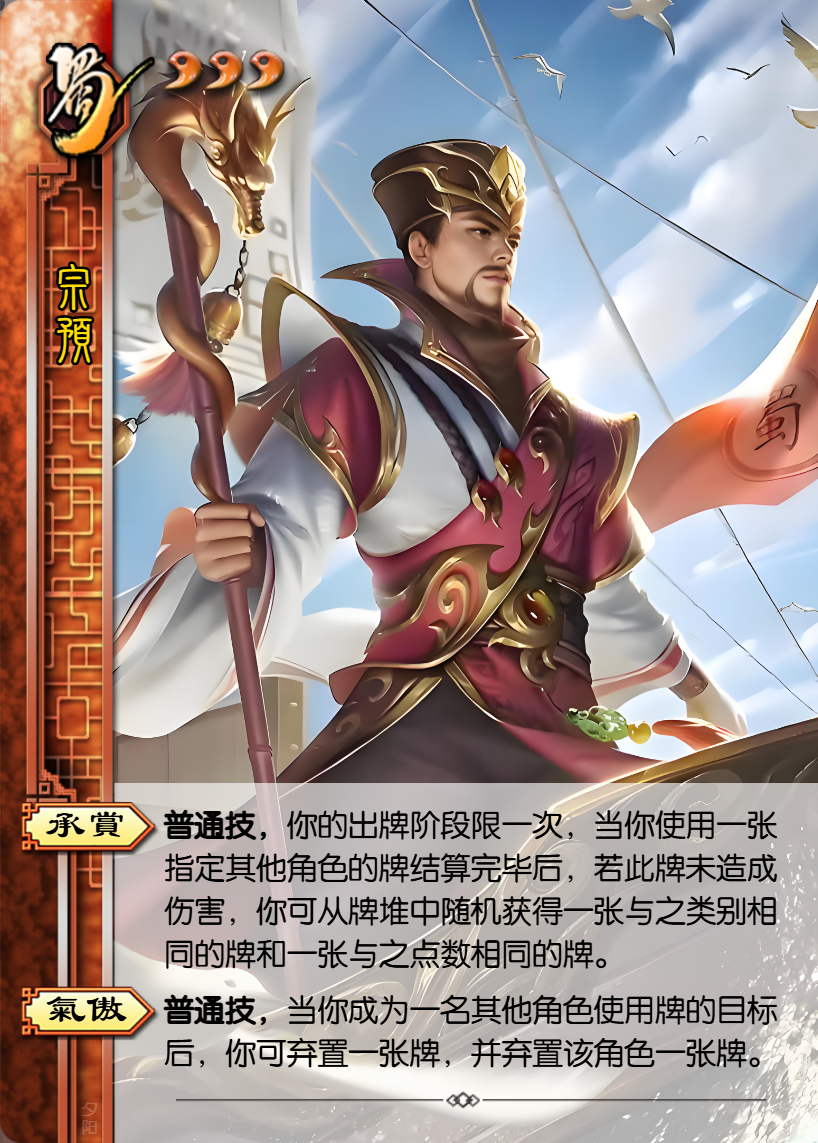 蜀
宗預
蜀
承賞
普通技，你的出牌阶段限一次，当你使用一张
指定其他角色的牌结算完毕后，若此牌未造成
伤害，你可从牌堆中随机获得一张与之类别相
同的牌和一张与之点数相同的牌。
氣傲
普通技，当你成为一名其他角色使用牌的目标
后，你可弃置一张牌，并弃置该角色一张牌。
夕阳